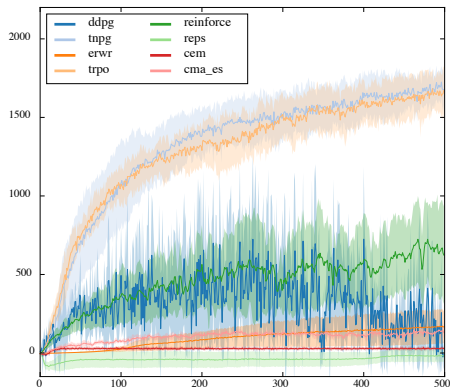 2000
1500
1000
500
0
ddpg reinforce
tnpg reps
erwr cem
trpo cma_es
0 100 200 300 400 500